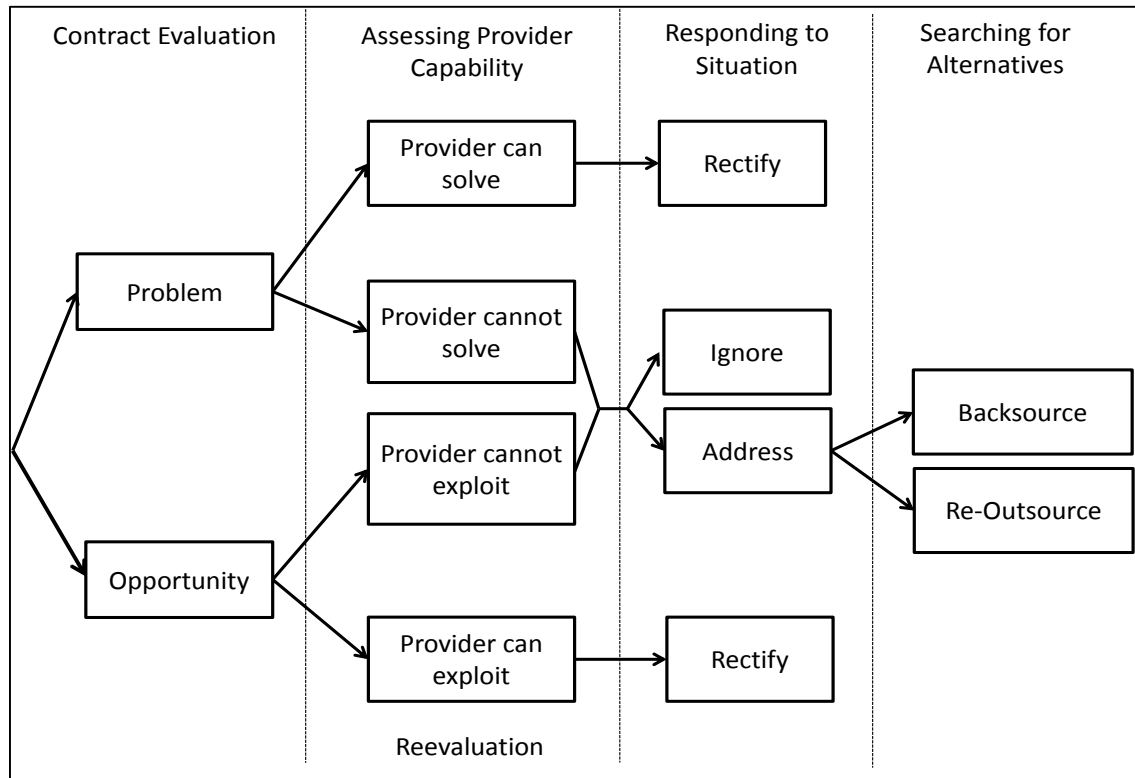 Contract Evaluation
Assessing Provider
Capability
Responding to
Situation
Searching for
Alternatives
Provider can
solve
Rectify
Problem
Provider cannot
solve
Ignore
Backsource
Address
Provider cannot
exploit
Re-Outsource
Opportunity
Provider can
exploit
Rectify
Reevaluation